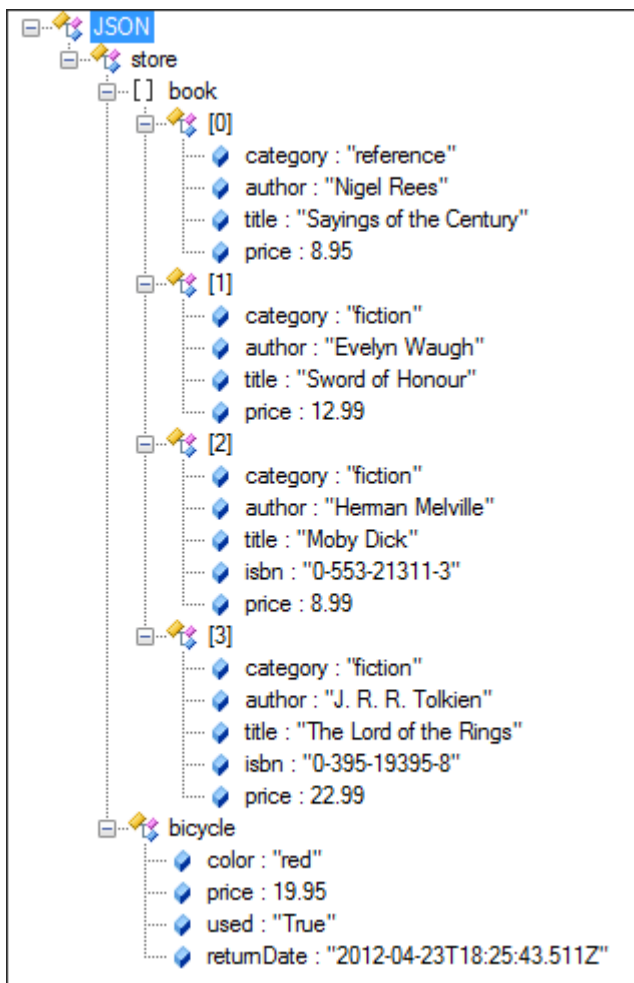 JSON
store
[ ] book
[0]
category : "reference"
author : "Nigel Rees"
title : "Sayings of the Century"
price : 8.95
[1]
category : "fiction"
author : "Evelyn Waugh"
title : "Sword of Honour"
price : 12.99
[2]
category : "fiction"
author : "Herman Melville"
title : "Moby Dick"
isbn : "0-553-21311-3"
price : 8.99
[3]
category : "fiction"
author : "J. R. R. Tolkien"
title : "The Lord of the Rings"
isbn : "0-395-19395-8"
price : 22.99
bicycle
color : "red"
price : 19.95
used : "True"
returnDate : "2012-04-23T18:25:43.511Z"